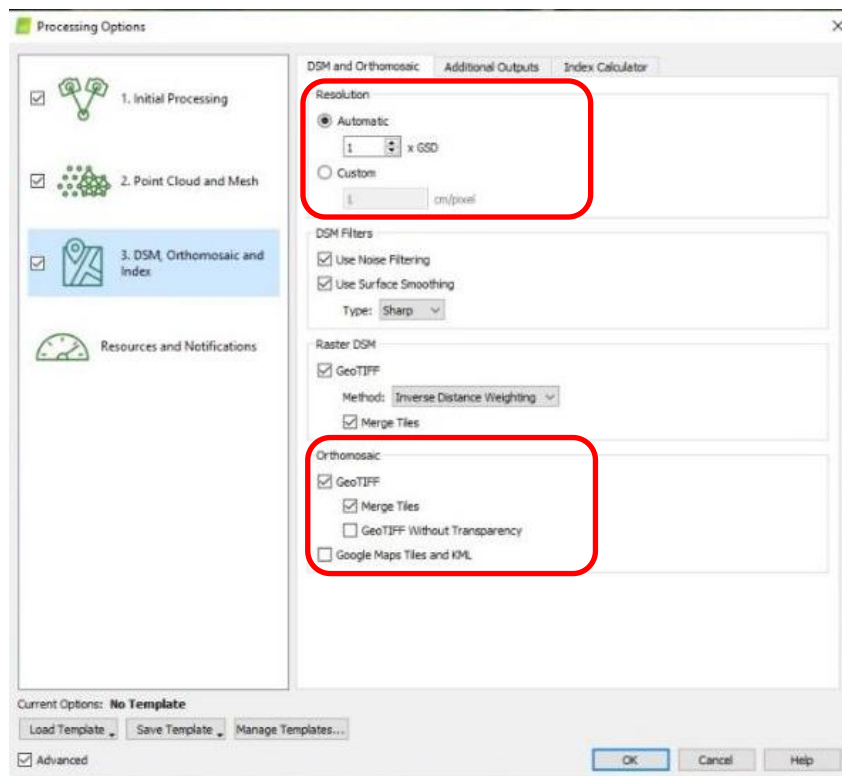 Processing Options
1. Initial Processing
2. Point Cloud and Mesh
3. DSM, Orthomosaic and
Index
Resources and Notifications
DSM and Orthomosaic Additional Outputs Index Calculator
Resolution
Automatic
1 x GSD
Custom
1 cm/pixel
DSM Filters
Use Noise Filtering
Use Surface Smoothing
Type: Sharp
Raster DSM
GeoTIFF
Method: Inverse Distance Weighting
Merge Tiles
Orthomosaic
GeoTIFF
Merge Tiles
GeoTIFF Without Transparency
Google Maps Tiles and KML
Current Options: No Template
Load Template Save Template Manage Templates...
Advanced
OK Cancel Help